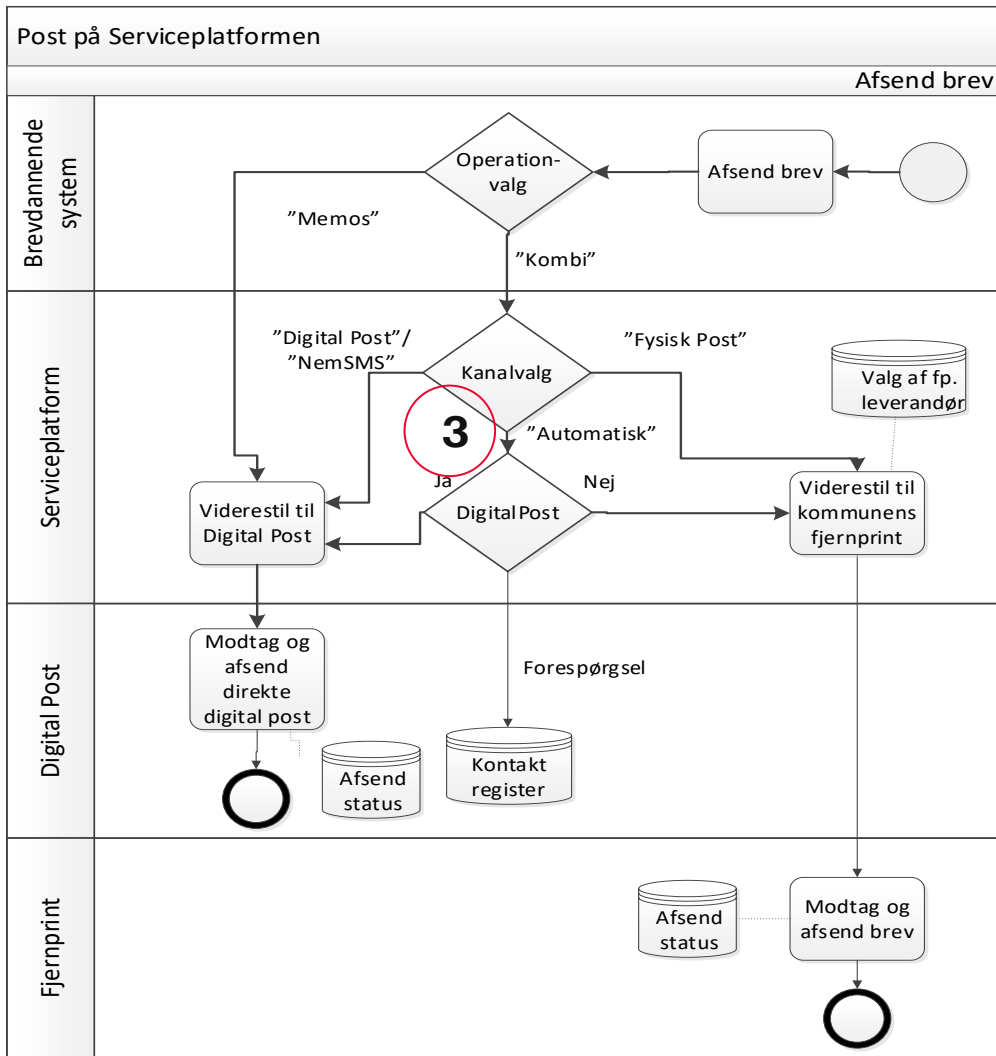 Post på Serviceplatformen
Afsend brev
Brevdannende
system
Operation-
valg
Afsend brev
”Memos”
”Kombi”
Serviceplatform
”Digital Post”/
”NemSMS”
Kanalvalg
”Fysisk Post”
Valg af fp.
leverandør
3
”Automatisk”
Ja
Nej
Viderestil til
Digital Post
DigitalPost
Viderestil til
kommunens
fjernprint
Digital Post
Modtag og
afsend
direkte
digital post
Forespørgsel
Afsend
status
Kontakt
register
Fjernprint
Afsend
status
Modtag og
afsend brev